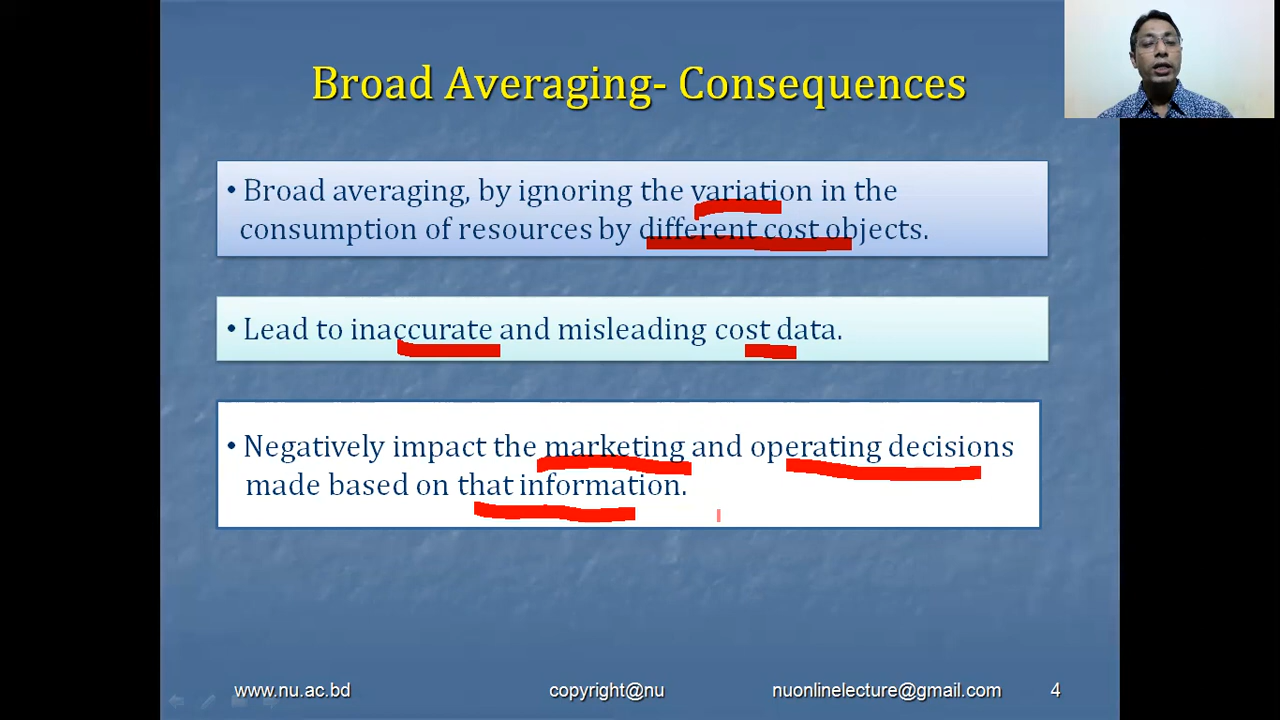 Broad Averaging- Consequences
• Broad averaging, by ignoring the variation in the
consumption of resources by different cost objects.
• Lead to inaccurate and misleading cost data.
• Negatively impact the marketing and operating decisions
made based on that information.
www.nu.ac.bd copyright@nu nuonlinelecture@gmail.com 4